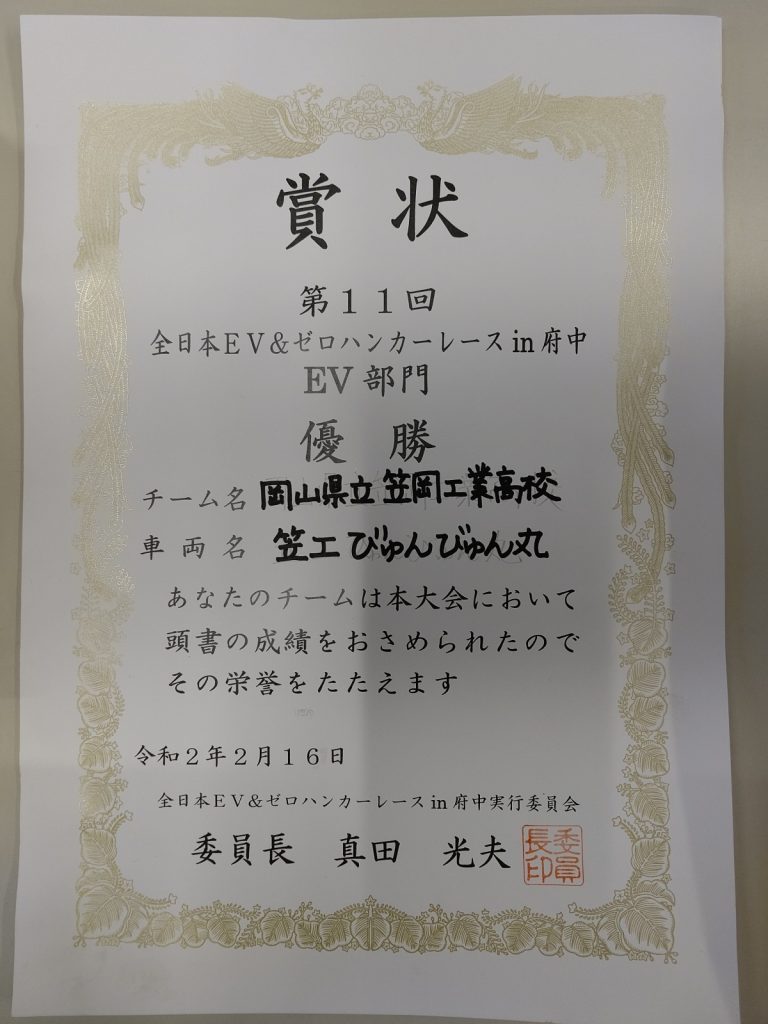 賞状
第１１回
全日本ＥＶ＆ゼロハンカーレース in 府中
EV 部門
優勝
チーム名 岡山県立笠岡工業高校
車両名 笠工びゅんびゅん丸
あなたのチームは本大会において
頭書の成績をおさめられたので
その栄誉をたたえます
令和２年２月１６日
全日本ＥＶ＆ゼロハンカーレース in 府中実行委員会
委員長 真田 光夫
委員長印